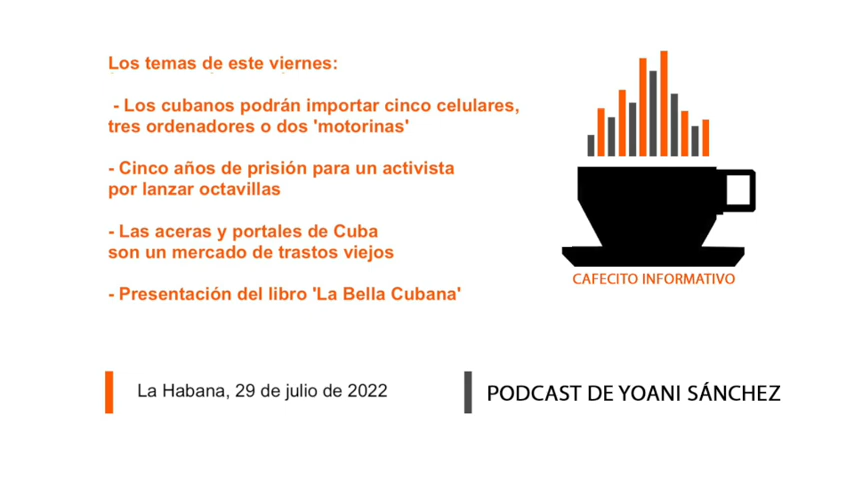 Los temas de este viernes:
- Los cubanos podrán importar cinco celulares,
tres ordenadores o dos 'motorinas'
- Cinco años de prisión para un activista
por lanzar octavillas
- Las aceras y portales de Cuba
son un mercado de trastos viejos
- Presentación del libro 'La Bella Cubana'
CAFECITO INFORMATIVO
La Habana, 29 de julio de 2022
PODCAST DE YOANI SÁNCHEZ